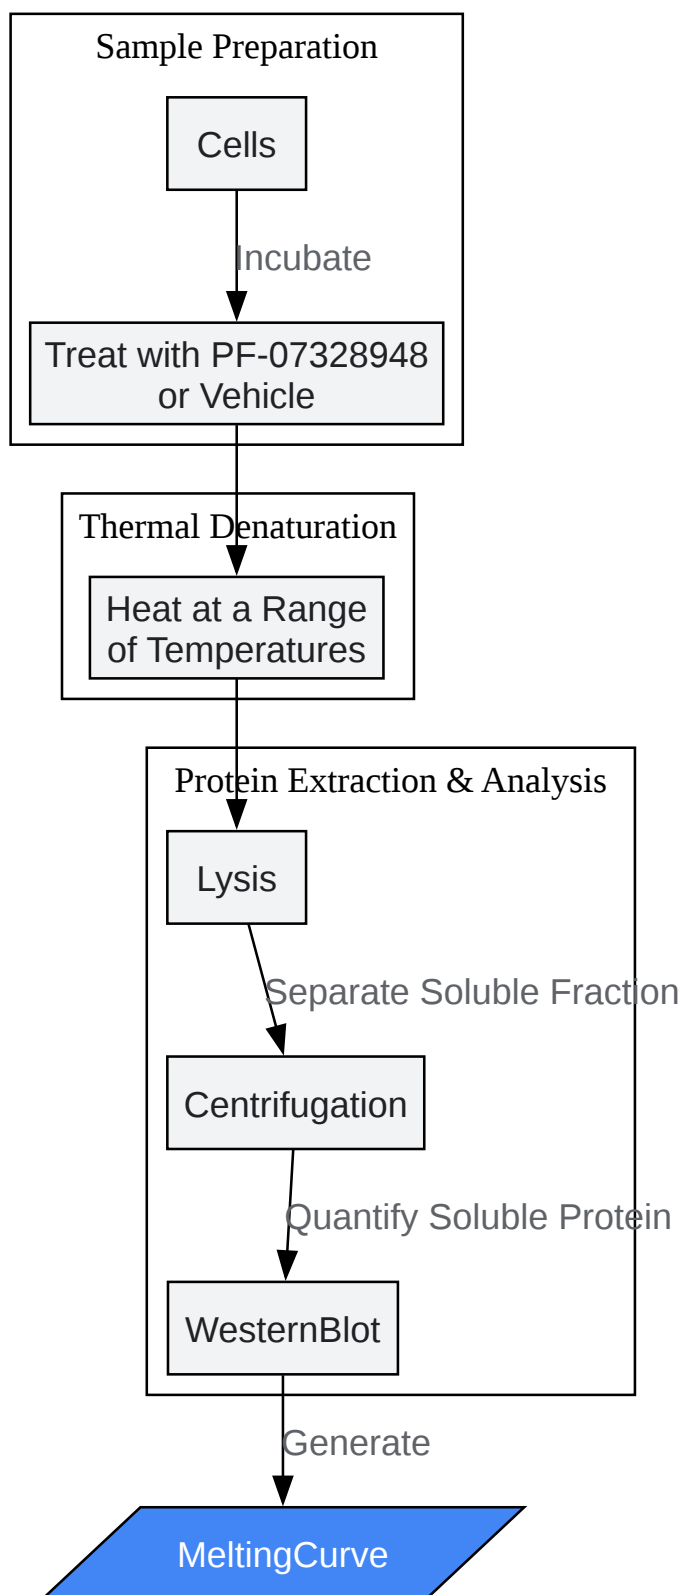 Sample Preparation
Cells
Incubate
Treat with PF-07328948
or Vehicle
Thermal Denaturation
Heat at a Range
of Temperatures
Protein Extraction & Analysis
Lysis
Separate Soluble Fraction
Centrifugation
Quantify Soluble Protein
WesternBlot
Generate
MeltingCurve